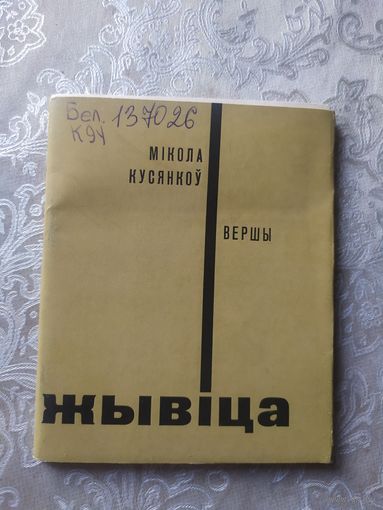 Бел. 137026
К94
МІКОЛА
КУСЯНКОЎ
ВЕРШЫ
жывіца